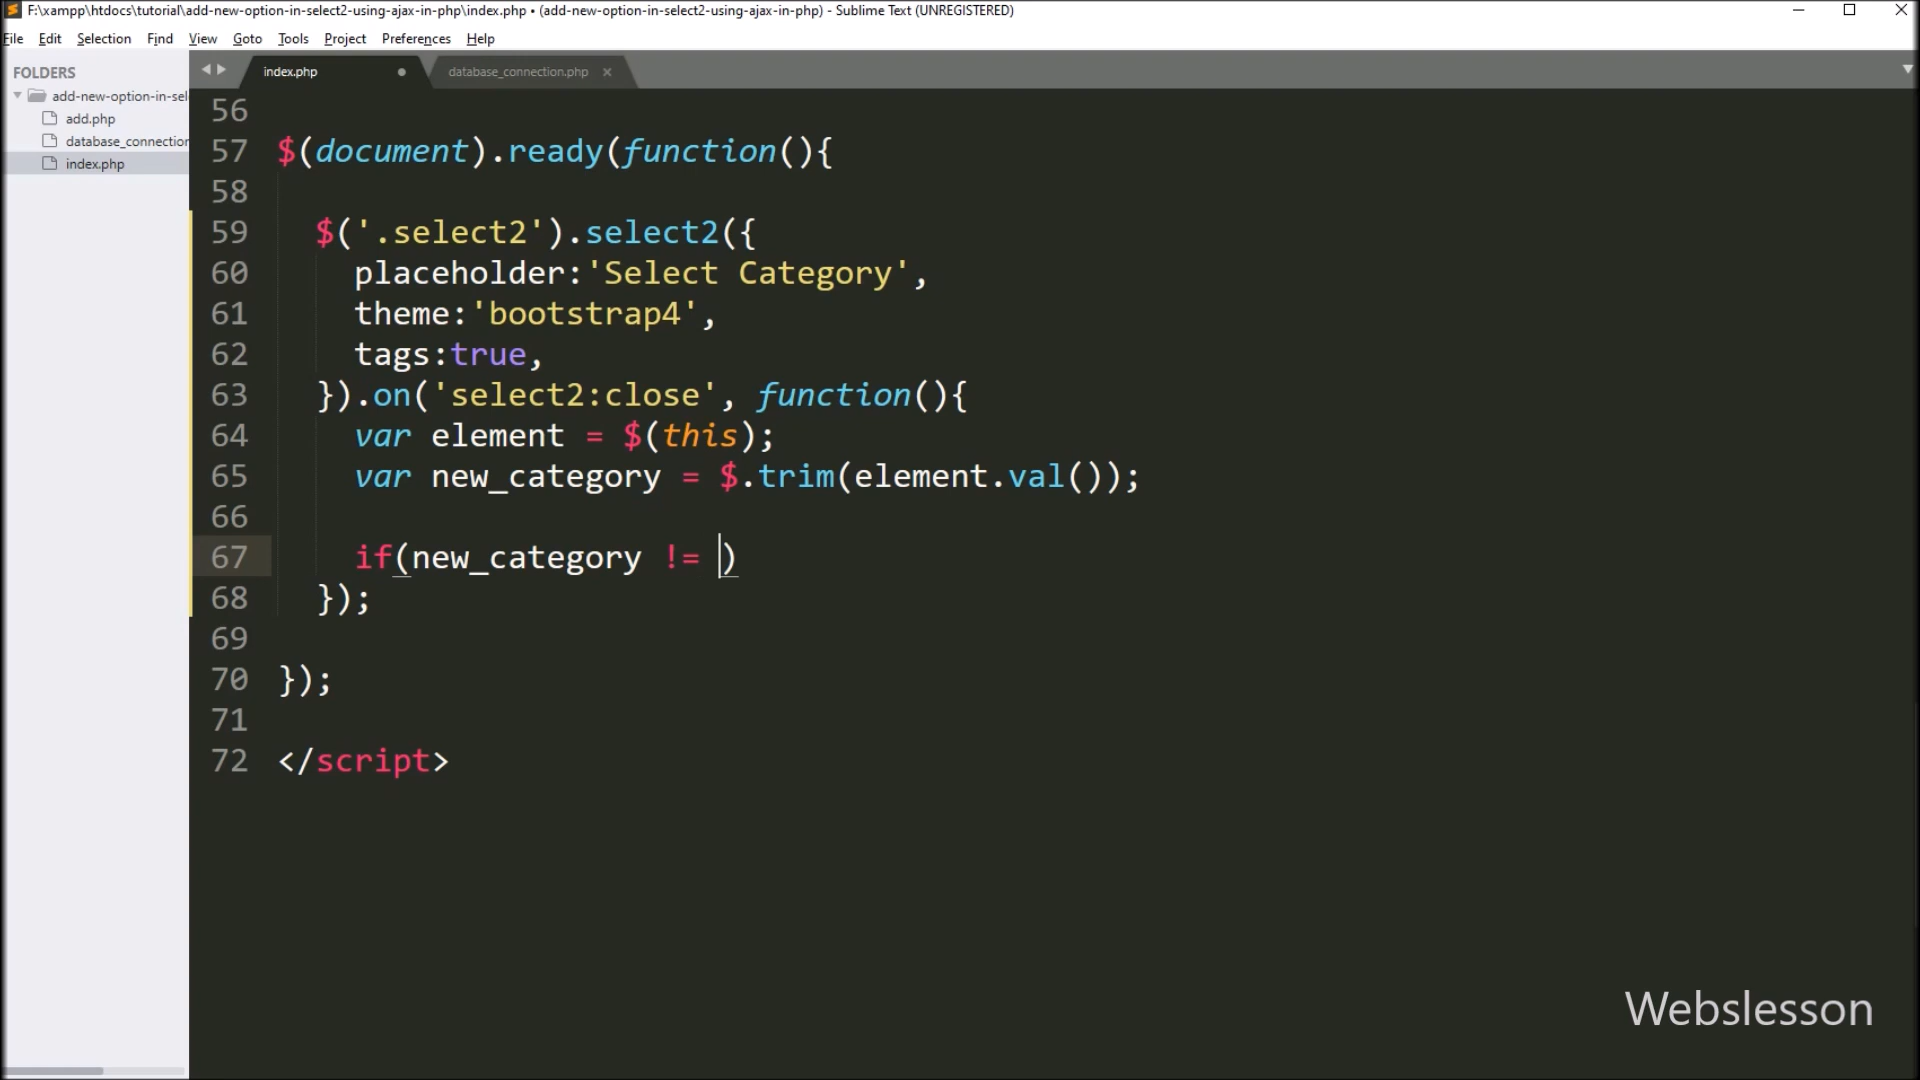 F:\xampp\htdocs\tutorial\add-new-option-in-select2-using-ajax-in-php\index.php • (add-new-option-in-select2-using-ajax-in-php) - Sublime Text (UNREGISTERED)
File Edit Selection Find View Goto Tools Project Preferences Help
FOLDERS
add-new-option-in-sel
add.php
database_connection
index.php
index.php database_connection.php
56
57 $(document).ready(function(){
58
59 $('.select2').select2({
60 placeholder:'Select Category',
61 theme:'bootstrap4',
62 tags:true,
63 }).on('select2:close', function(){
64 var element = $(this);
65 var new_category = $.trim(element.val());
66
67 if(new_category != )
68 });
69
70 });
71
72 </script>
Webslesson